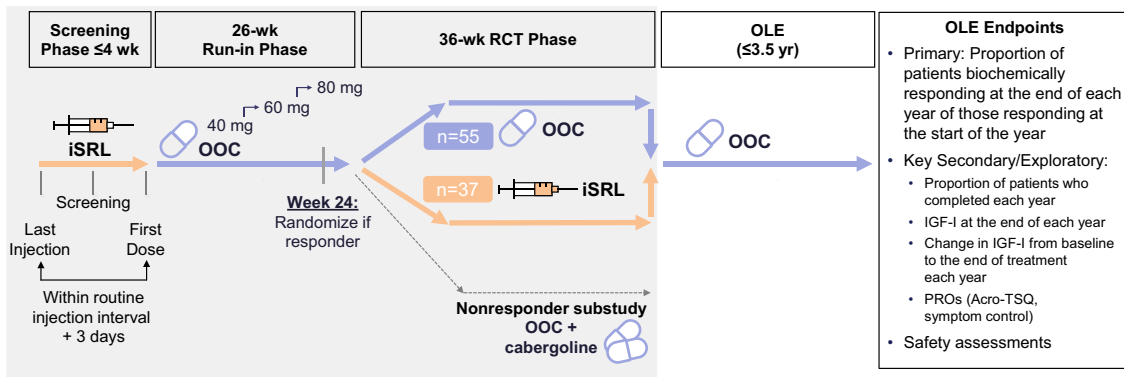 Screening
Phase ≤4 wk
26-wk
Run-in Phase
36-wk RCT Phase
OLE
(≤3.5 yr)
iSRL
Screening
Last
Injection
First
Dose
Within routine
injection interval
+ 3 days
40 mg
60 mg
80 mg
OOC
Week 24:
Randomize if
responder
n=55
OOC
n=37
iSRL
Nonresponder substudy
OOC +
cabergoline
OOC
OLE Endpoints
• Primary: Proportion of
patients biochemically
responding at the end of each
year of those responding at
the start of the year
• Key Secondary/Exploratory:
• Proportion of patients who
completed each year
• IGF-I at the end of each year
• Change in IGF-I from baseline
to the end of treatment
each year
• PROs (Acro-TSQ,
symptom control)
• Safety assessments